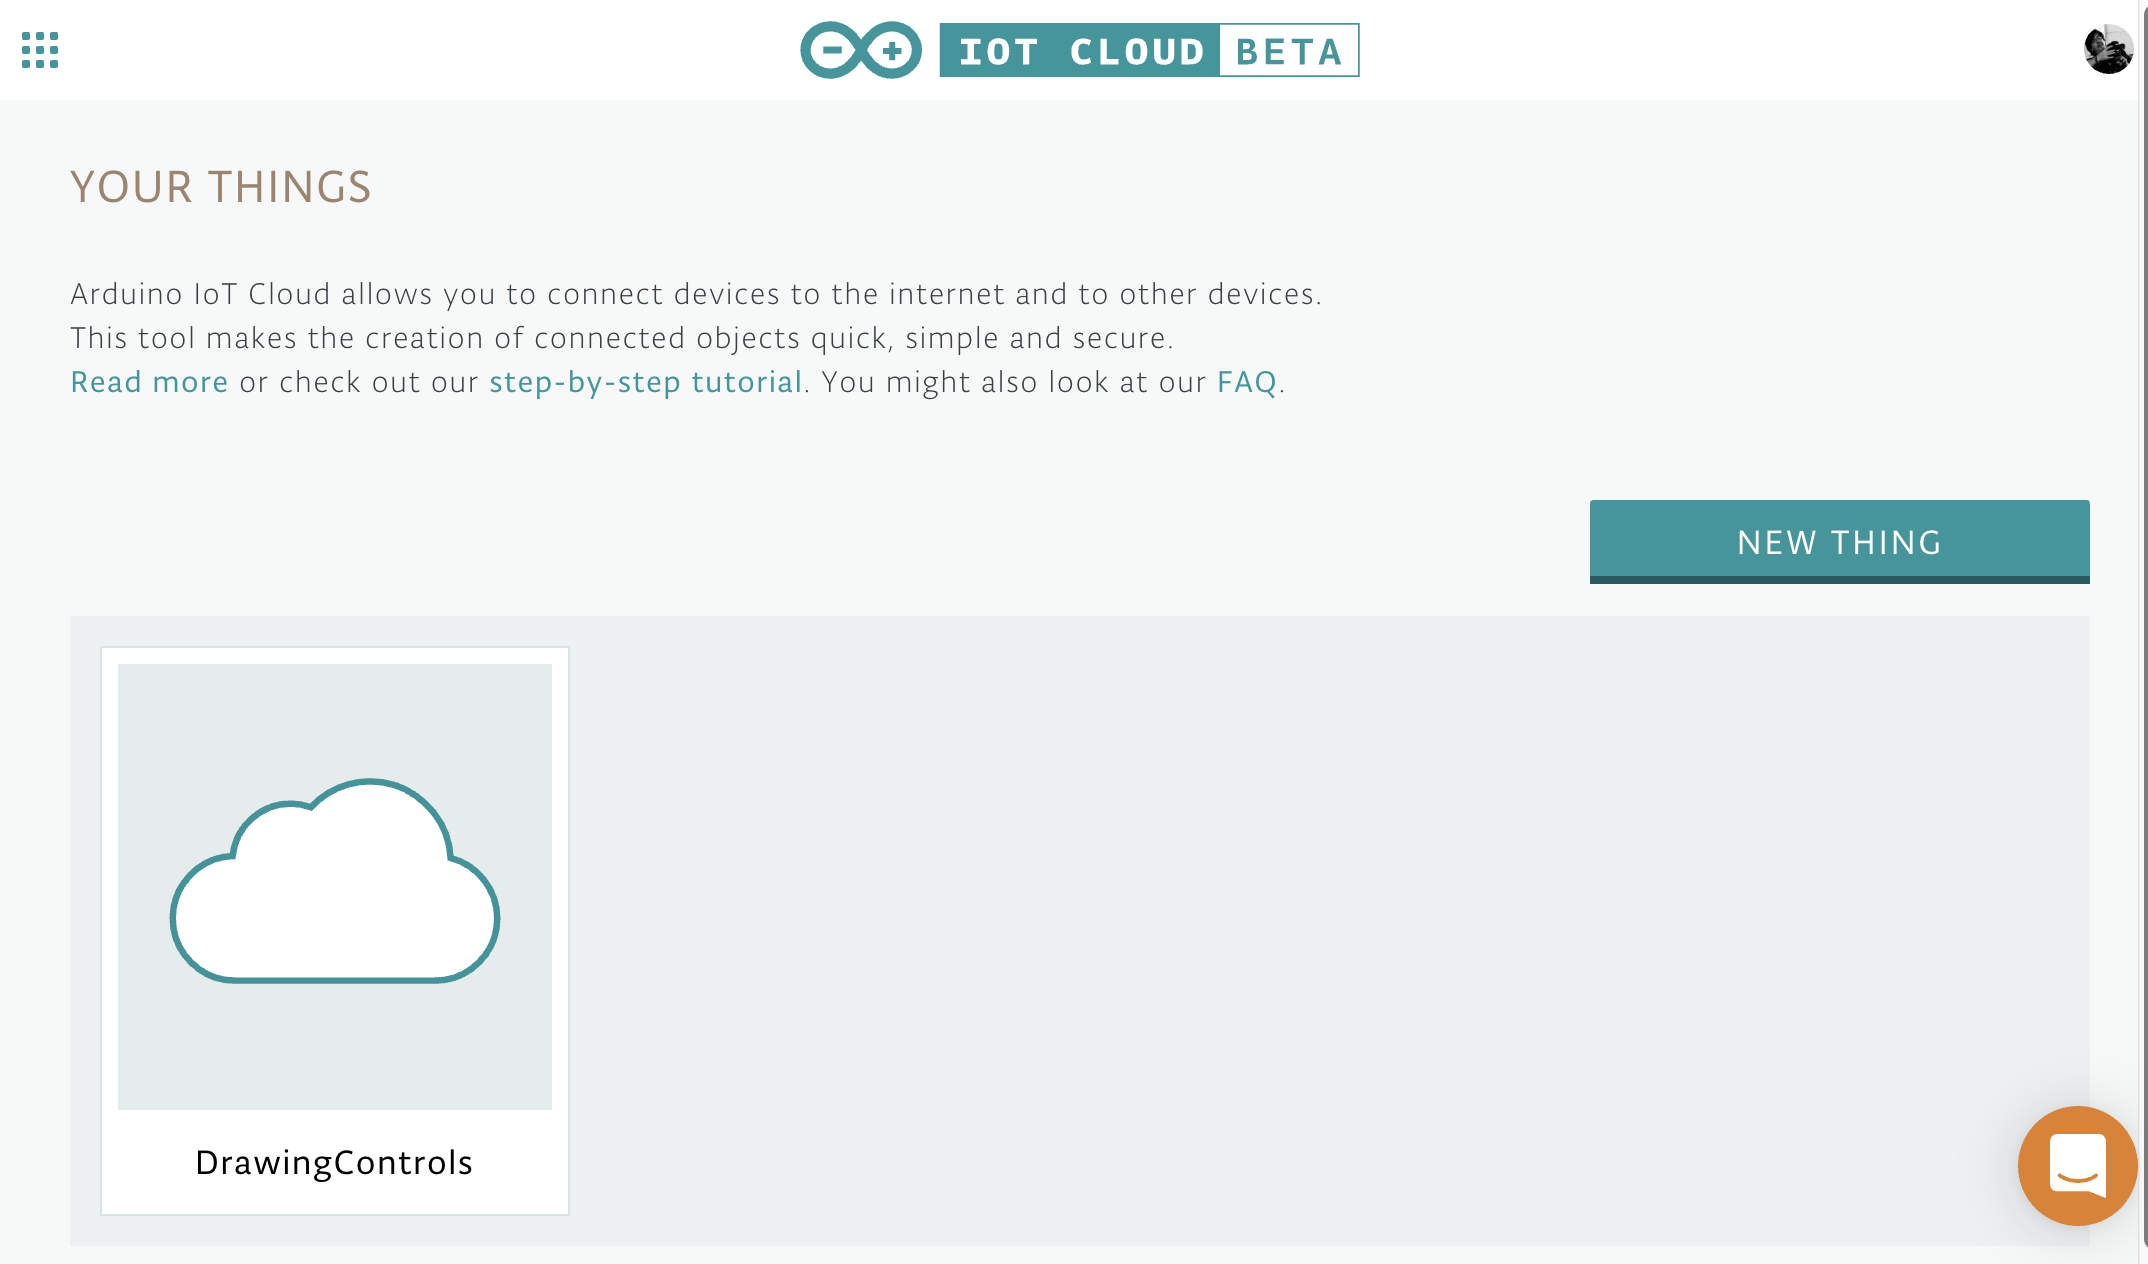 IOT CLOUD BETA
YOUR THINGS
Arduino IoT Cloud allows you to connect devices to the internet and to other devices.
This tool makes the creation of connected objects quick, simple and secure.
Read more or check out our step-by-step tutorial. You might also look at our FAQ.
NEW THING
DrawingControls